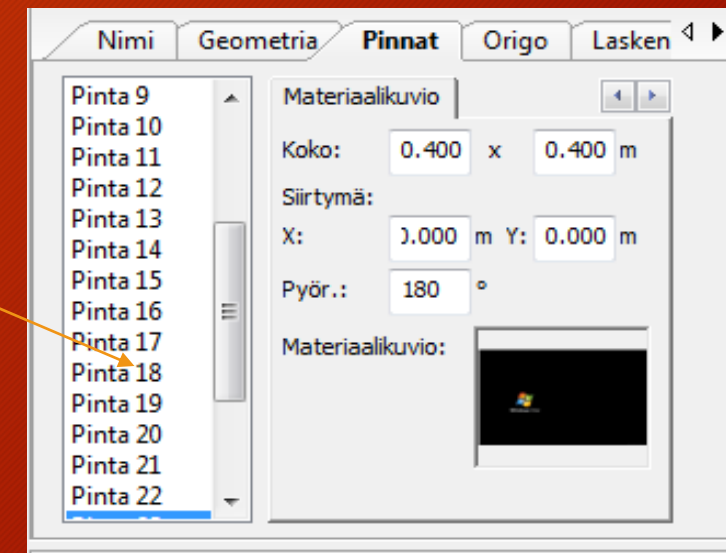 Nimi Geometria Pinnat Origo Lasken
Pinta 9
Pinta 10
Pinta 11
Pinta 12
Pinta 13
Pinta 14
Pinta 15
Pinta 16
Pinta 17
Pinta 18
Pinta 19
Pinta 20
Pinta 21
Pinta 22
Materiaalikuvio
Koko: 0.400 x 0.400 m
Siirtymä:
X: 0.000 m Y: 0.000 m
Pyör.: 180 °
Materiaalikuvio: